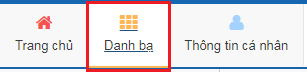 Trang chủ
Danh bạ
Thông tin cá nhân